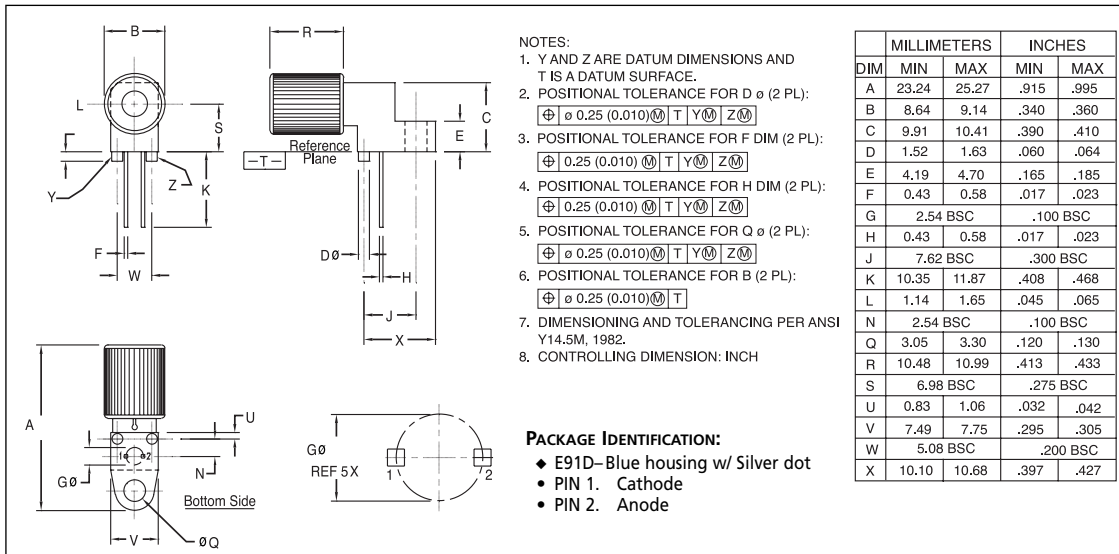 B
R
L
S
Reference
Plane
–T–
E
C
Y
Z
K
F
W
DØ
H
J
X
A
U
1 2
N
GØ
Bottom Side
V
øQ
GØ
REF 5X
1 2
NOTES:
1. Y AND Z ARE DATUM DIMENSIONS AND
T IS A DATUM SURFACE.
2. POSITIONAL TOLERANCE FOR D ø (2 PL):
⌖ ø 0.25 (0.010)Ⓜ T YⓂ ZⓂ
3. POSITIONAL TOLERANCE FOR F DIM (2 PL):
⌖ 0.25 (0.010) Ⓜ T YⓂ ZⓂ
4. POSITIONAL TOLERANCE FOR H DIM (2 PL):
⌖ 0.25 (0.010) Ⓜ T YⓂ ZⓂ
5. POSITIONAL TOLERANCE FOR Q ø (2 PL):
⌖ ø 0.25 (0.010)Ⓜ T YⓂ ZⓂ
6. POSITIONAL TOLERANCE FOR B (2 PL):
⌖ ø 0.25 (0.010)Ⓜ T
7. DIMENSIONING AND TOLERANCING PER ANSI
Y14.5M, 1982.
8. CONTROLLING DIMENSION: INCH
PACKAGE IDENTIFICATION:
◆ E91D–Blue housing w/ Silver dot
• PIN 1. Cathode
• PIN 2. Anode
MILLIMETERS INCHES
DIM MIN MAX MIN MAX
A 23.24 25.27 .915 .995
B 8.64 9.14 .340 .360
C 9.91 10.41 .390 .410
D 1.52 1.63 .060 .064
E 4.19 4.70 .165 .185
F 0.43 0.58 .017 .023
G 2.54 BSC .100 BSC
H 0.43 0.58 .017 .023
J 7.62 BSC .300 BSC
K 10.35 11.87 .408 .468
L 1.14 1.65 .045 .065
N 2.54 BSC .100 BSC
Q 3.05 3.30 .120 .130
R 10.48 10.99 .413 .433
S 6.98 BSC .275 BSC
U 0.83 1.06 .032 .042
V 7.49 7.75 .295 .305
W 5.08 BSC .200 BSC
X 10.10 10.68 .397 .427